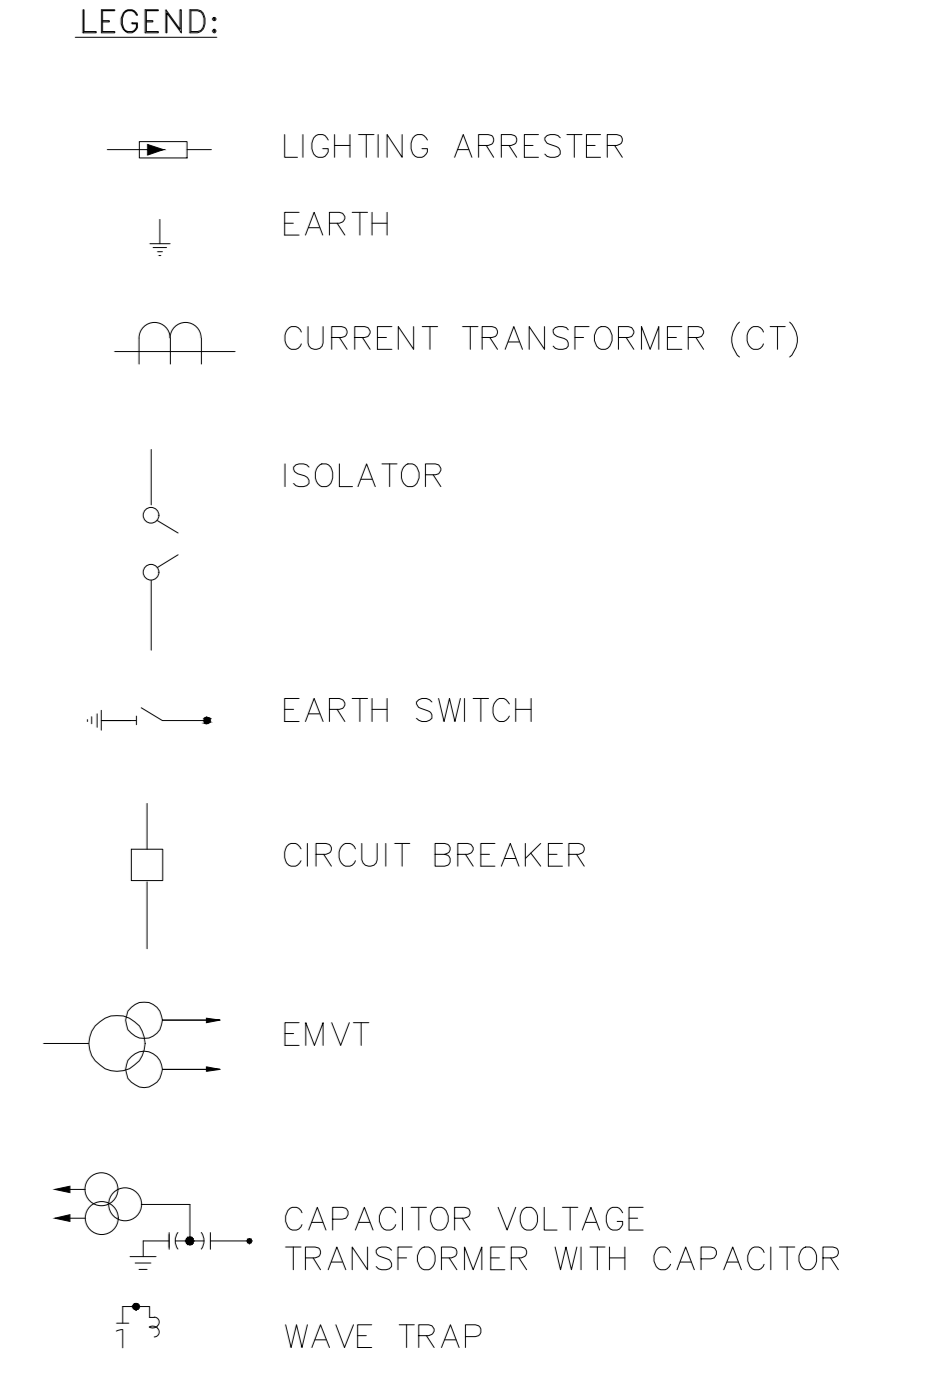 LEGEND:
LIGHTING ARRESTER
EARTH
CURRENT TRANSFORMER (CT)
ISOLATOR
EARTH SWITCH
CIRCUIT BREAKER
EMVT
CAPACITOR VOLTAGE
TRANSFORMER WITH CAPACITOR
WAVE TRAP